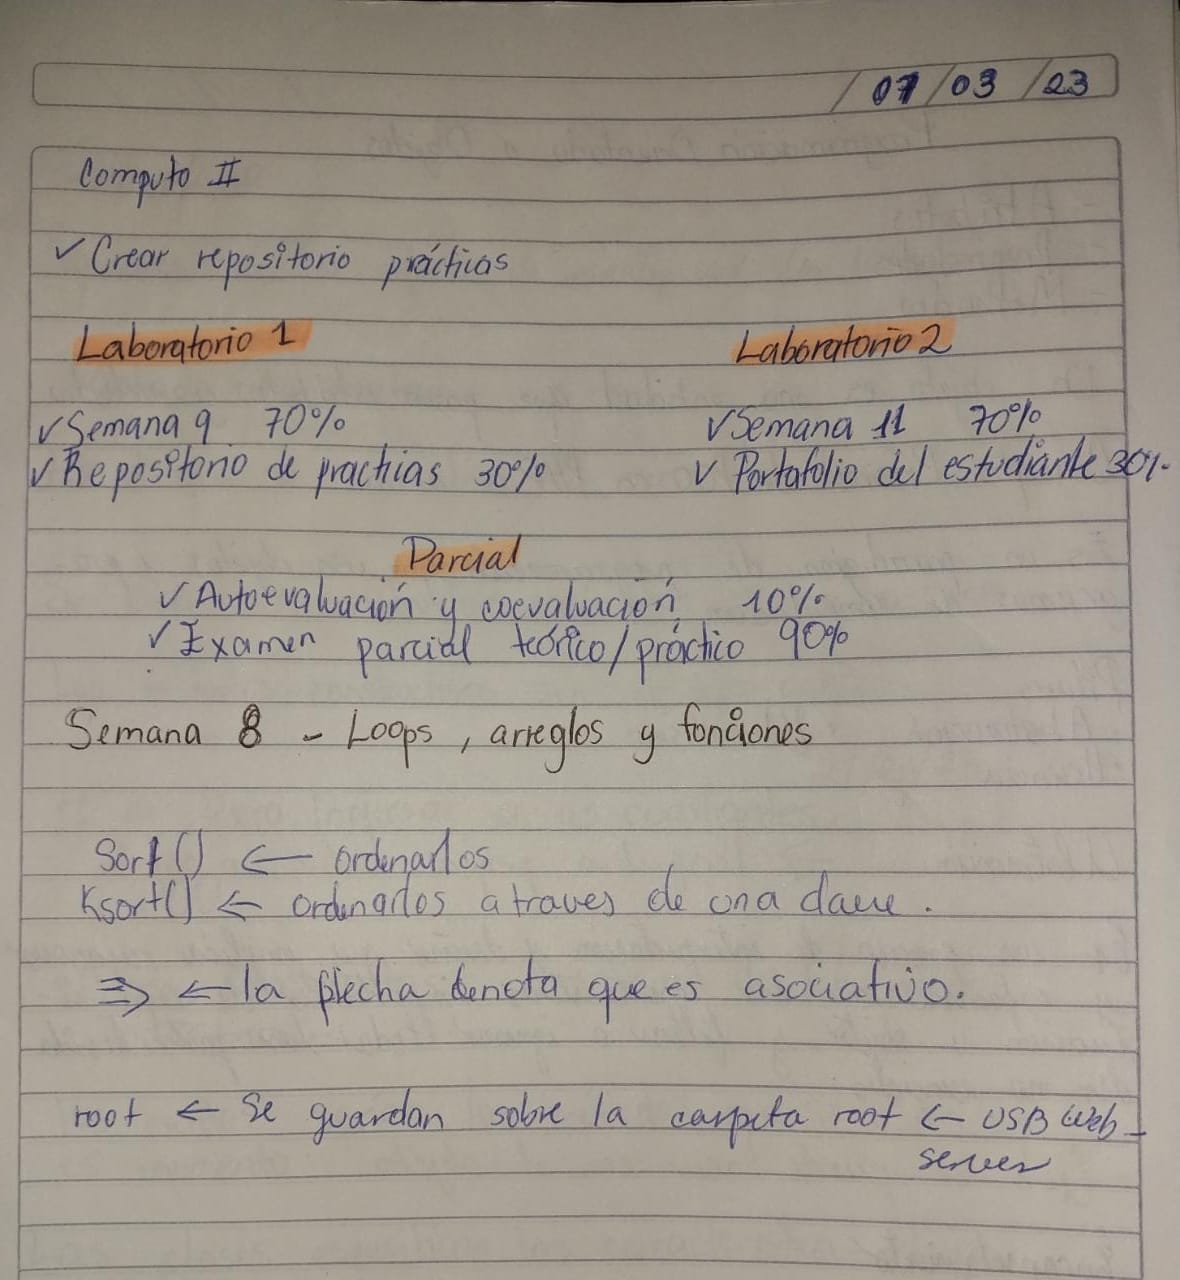 07/03/23
Computo II
✓ Crear repositorio prácticas
Laboratorio 1
Laboratorio 2
✓ Semana 9 70%
✓ Semana 11 70%
✓ Repositorio de practicas 30%
✓ Portafolio del estudiante 30%
Parcial
✓ Autoevaluación y coevaluación 10%
✓ Examen parcial teórico/práctico 90%
Semana 8 - Loops, arreglos y funciones
Sort() ← ordenarlos
Ksort() ← ordenarlos a traves de una clave.
=> ← la flecha denota que es asociativo.
root ← Se guardan sobre la carpeta root ← USB Web-
server